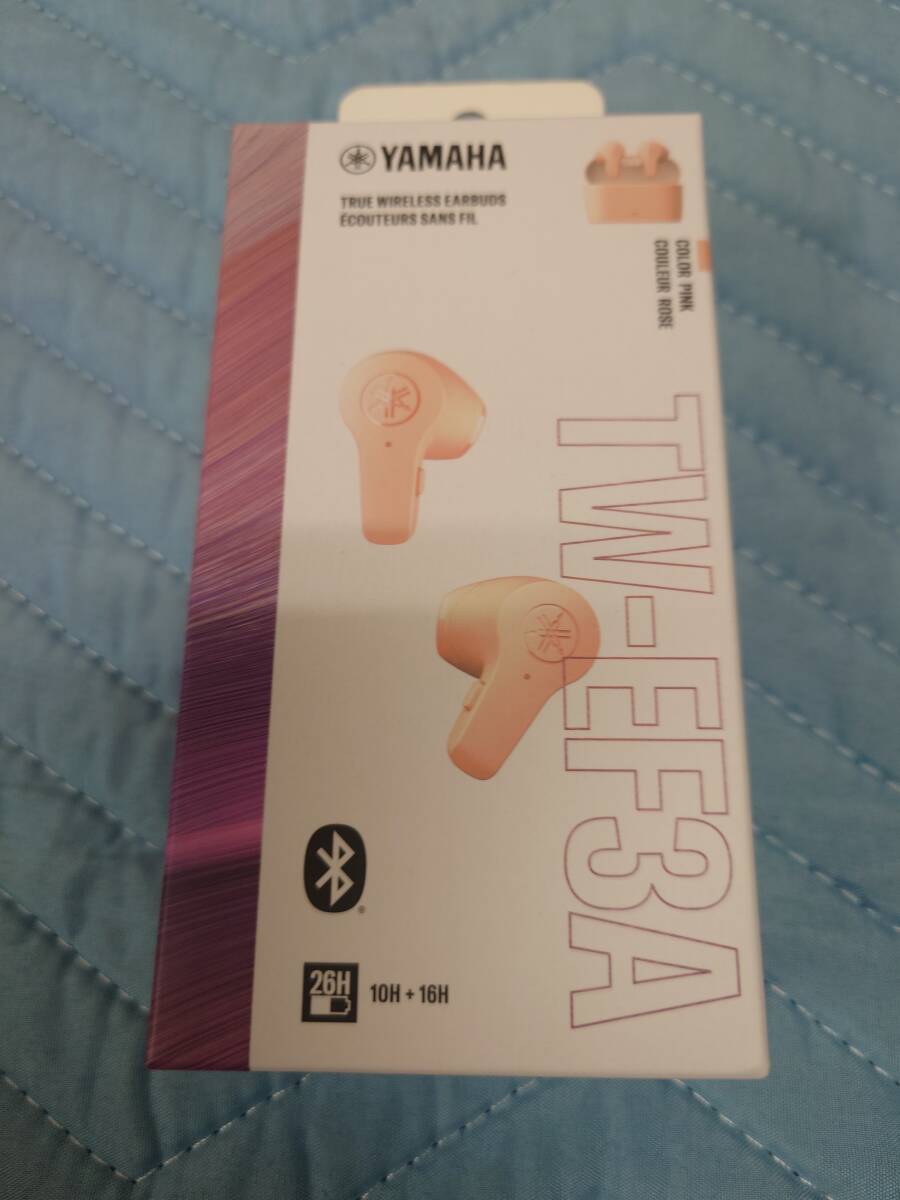 YAMAHA
TRUE WIRELESS EARBUDS
ÉCOUTEURS SANS FIL
COLOR PINK
COULEUR ROSE
TW-EF3A
26H
10H + 16H